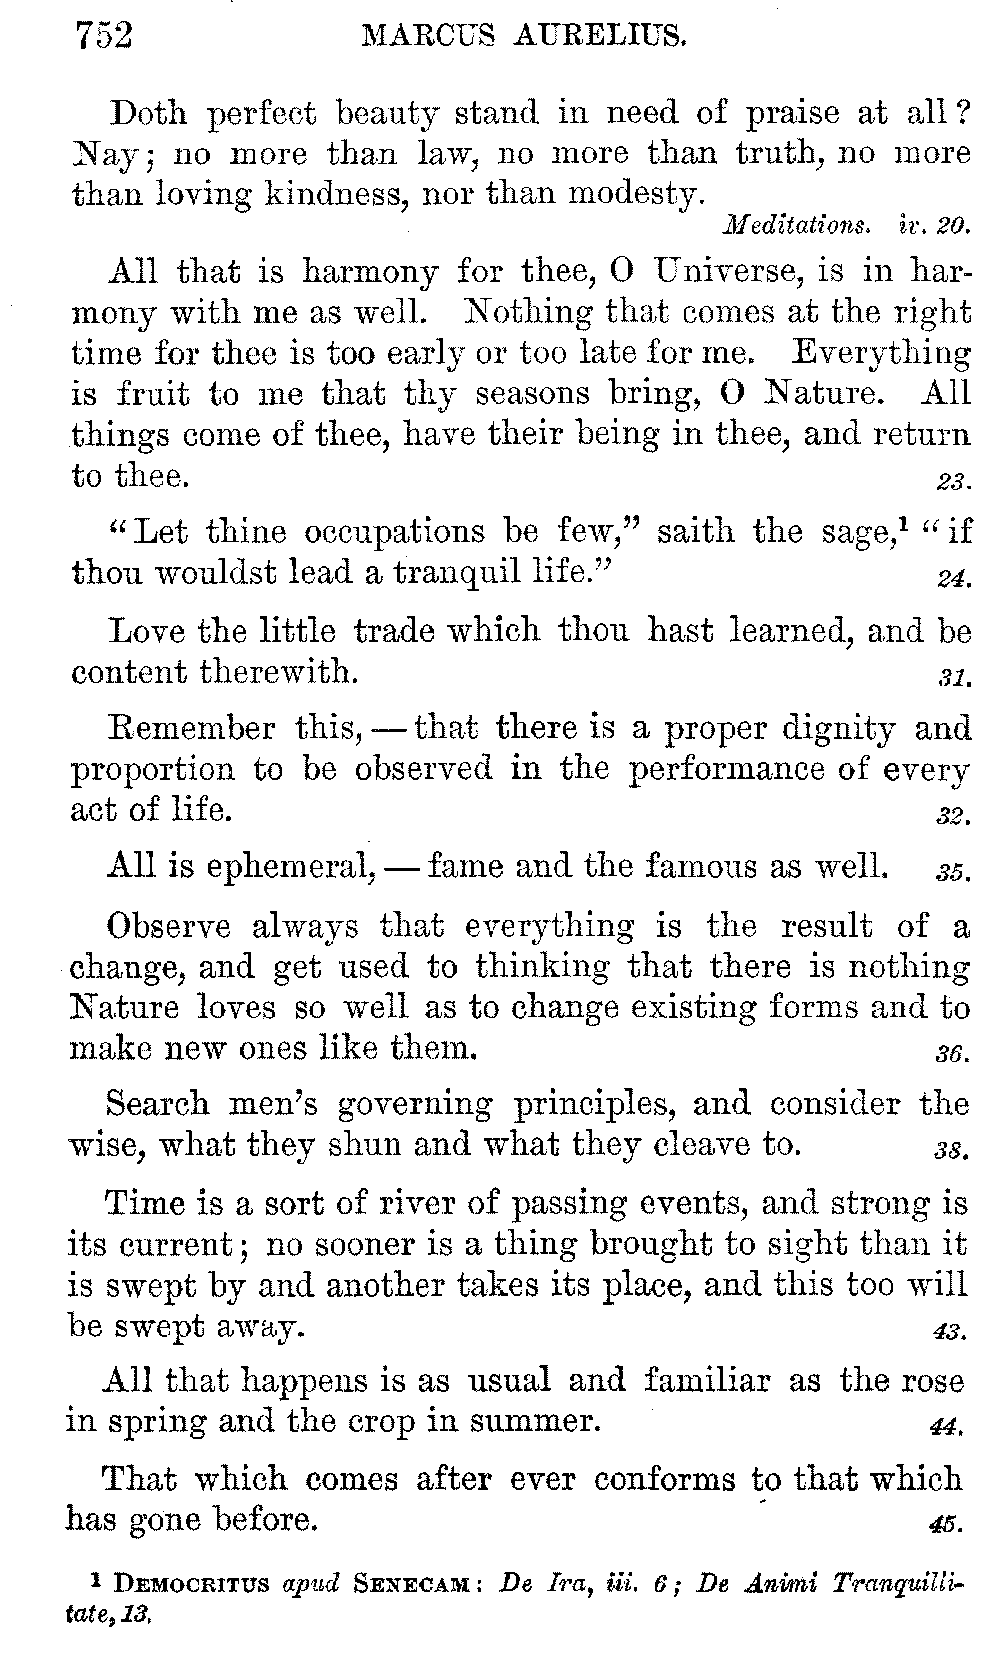 752 MARCUS AURELIUS.
Doth perfect beauty stand in need of praise at all?
Nay; no more than law, no more than truth, no more
than loving kindness, nor than modesty.
Meditations. iv. 20.
All that is harmony for thee, O Universe, is in har-
mony with me as well. Nothing that comes at the right
time for thee is too early or too late for me. Everything
is fruit to me that thy seasons bring, O Nature. All
things come of thee, have their being in thee, and return
to thee. 23.
“Let thine occupations be few,” saith the sage,¹ “if
thou wouldst lead a tranquil life.” 24.
Love the little trade which thou hast learned, and be
content therewith. 31.
Remember this, — that there is a proper dignity and
proportion to be observed in the performance of every
act of life. 32.
All is ephemeral, — fame and the famous as well. 35.
Observe always that everything is the result of a
change, and get used to thinking that there is nothing
Nature loves so well as to change existing forms and to
make new ones like them. 36.
Search men’s governing principles, and consider the
wise, what they shun and what they cleave to. 38.
Time is a sort of river of passing events, and strong is
its current; no sooner is a thing brought to sight than it
is swept by and another takes its place, and this too will
be swept away. 43.
All that happens is as usual and familiar as the rose
in spring and the crop in summer. 44.
That which comes after ever conforms to that which
has gone before. 45.
¹ DEMOCRITUS apud SENECAM: De Ira, iii. 6; De Animi Tranquilli-
tate, 13.